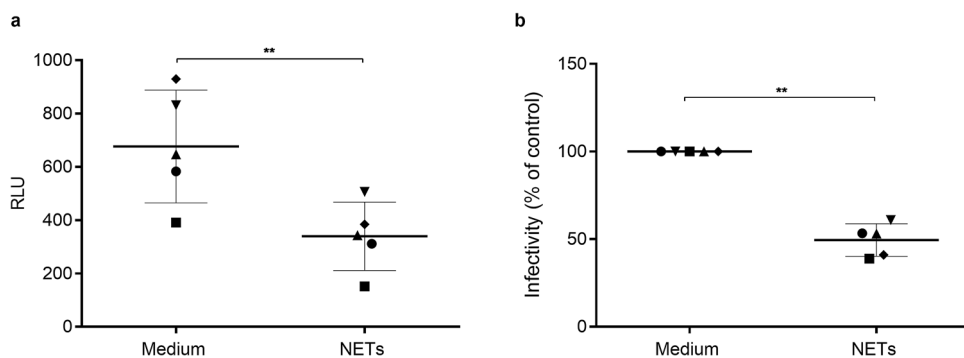 a
**
1000
800
600
400
200
0
RLU
Medium
NETs
b
**
150
100
50
0
Infectivity (% of control)
Medium
NETs